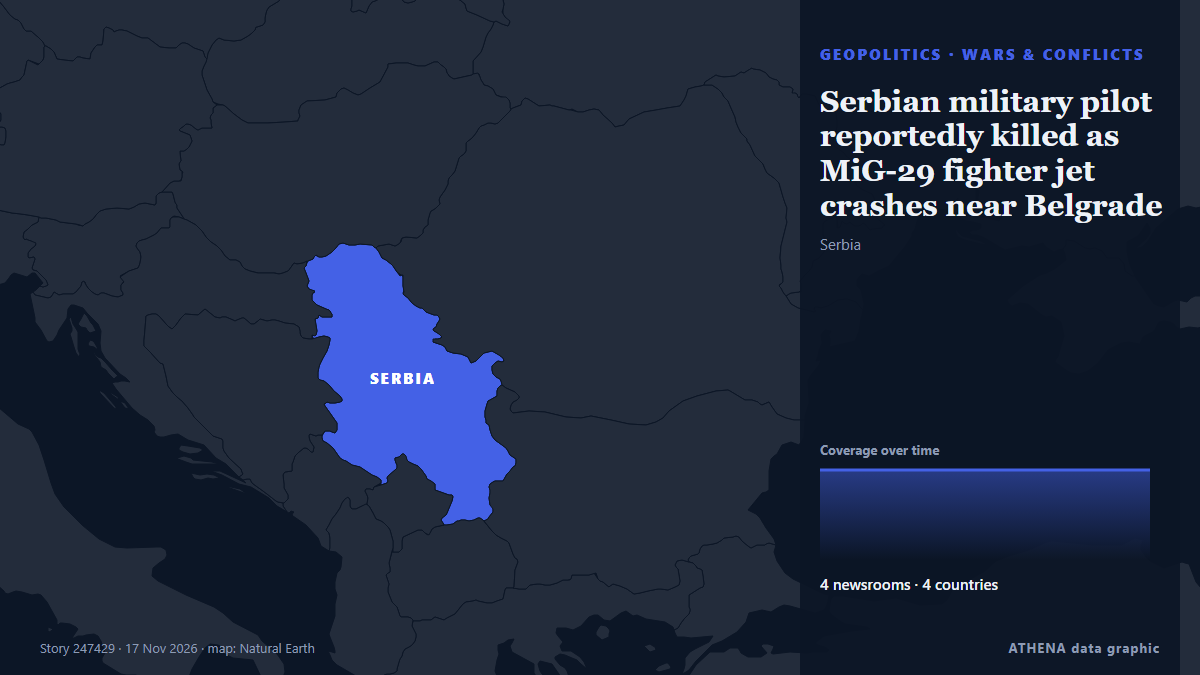 GEOPOLITICS · WARS & CONFLICTS
Serbian military pilot
reportedly killed as
MiG-29 fighter jet
crashes near Belgrade
Serbia
SERBIA
Coverage over time
4 newsrooms · 4 countries
Story 247429 · 17 Nov 2026 · map: Natural Earth
ATHENA data graphic